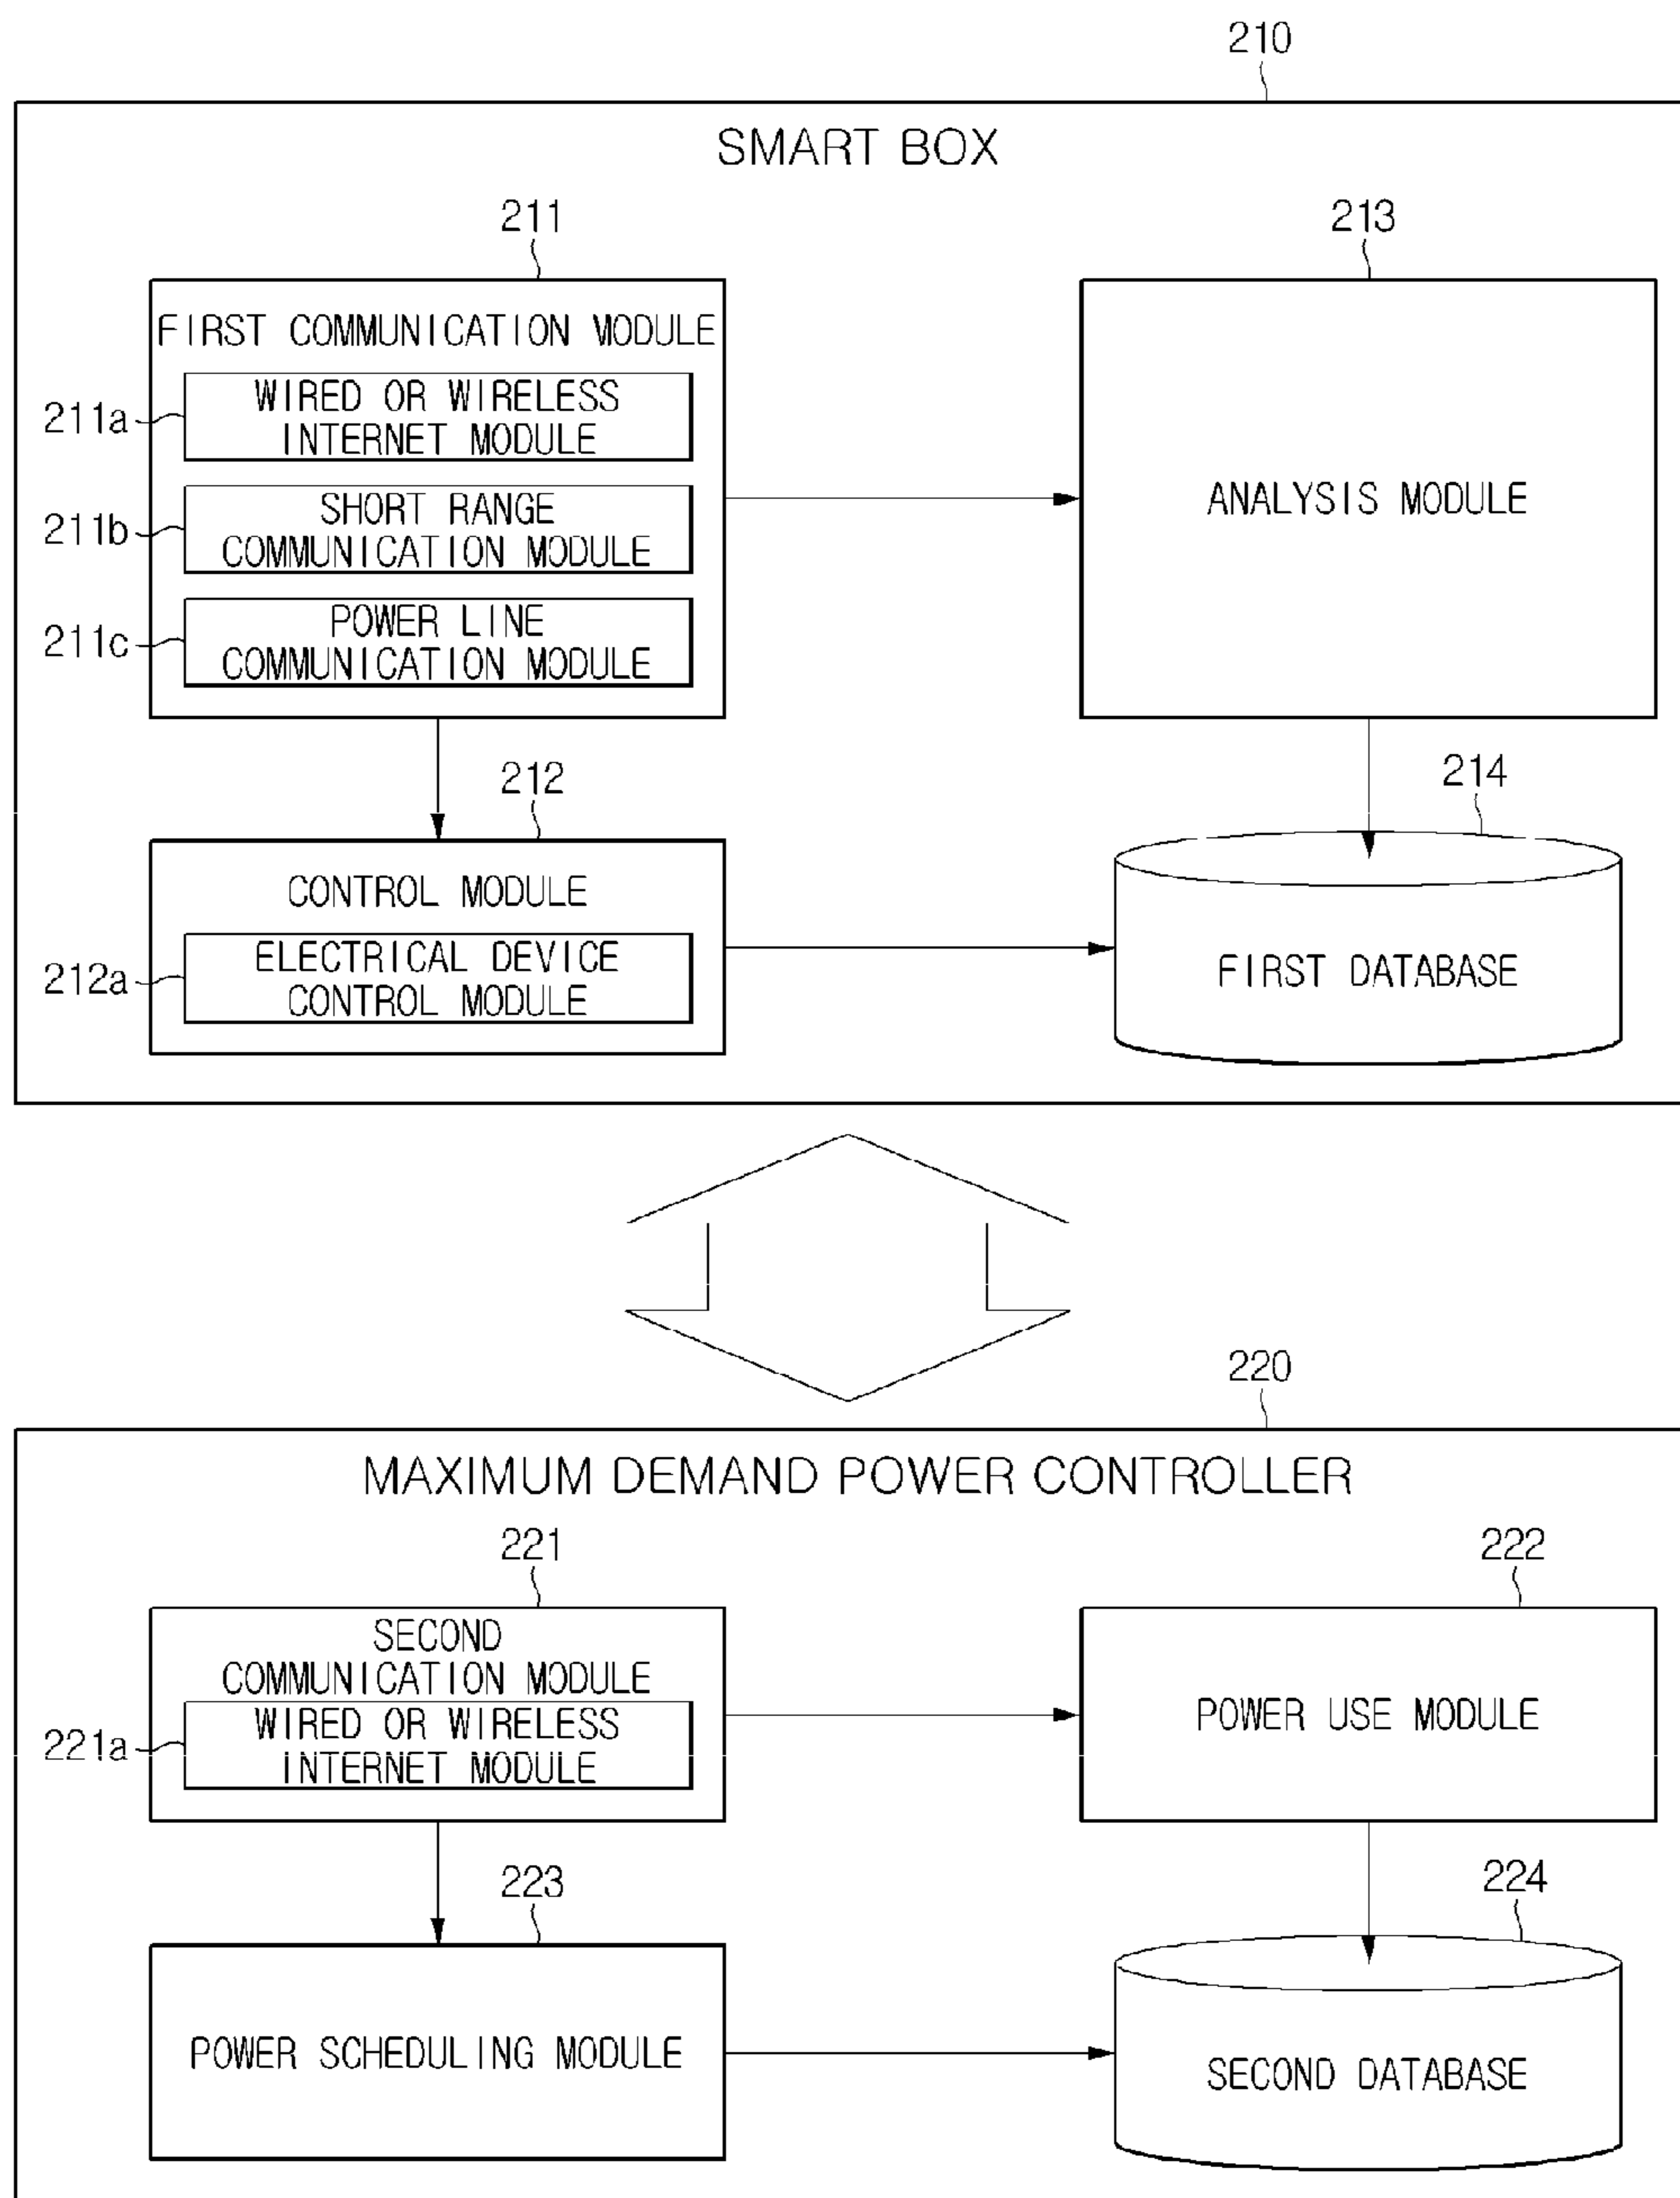 210
SMART BOX
211
213
FIRST COMMUNICATION MODULE
211a
WIRED OR WIRELESS
INTERNET MODULE
211b
SHORT RANGE
COMMUNICATION MODULE
211c
POWER LINE
COMMUNICATION MODULE
ANALYSIS MODULE
212
214
CONTROL MODULE
212a
ELECTRICAL DEVICE
CONTROL MODULE
FIRST DATABASE
220
MAXIMUM DEMAND POWER CONTROLLER
221
222
SECOND
COMMUNICATION MODULE
221a
WIRED OR WIRELESS
INTERNET MODULE
POWER USE MODULE
223
224
POWER SCHEDULING MODULE
SECOND DATABASE